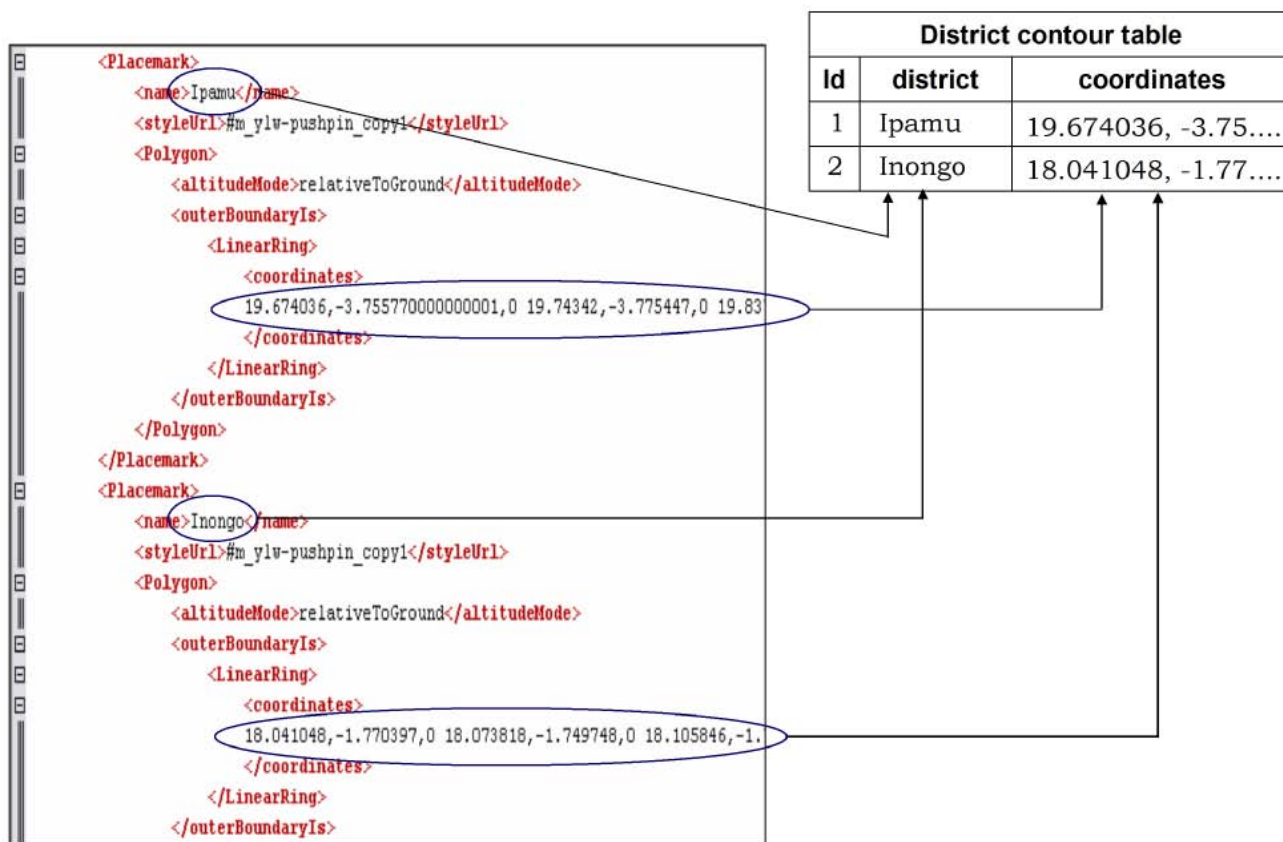 <Placemark>
<name>Ipamu</name>
<styleUrl>#m_ylw-pushpin_copy1</styleUrl>
<Polygon>
<altitudeMode>relativeToGround</altitudeMode>
<outerBoundaryIs>
<LinearRing>
<coordinates>
19.674036,-3.755770000000001,0 19.74342,-3.775447,0 19.83
</coordinates>
</LinearRing>
</outerBoundaryIs>
</Polygon>
</Placemark>
<Placemark>
<name>Inongo</name>
<styleUrl>#m_ylw-pushpin_copy1</styleUrl>
<Polygon>
<altitudeMode>relativeToGround</altitudeMode>
<outerBoundaryIs>
<LinearRing>
<coordinates>
18.041048,-1.770397,0 18.073818,-1.749748,0 18.105846,-1.
</coordinates>
</LinearRing>
</outerBoundaryIs>
District contour table
Id district coordinates
1 Ipamu 19.674036, -3.75....
2 Inongo 18.041048, -1.77....